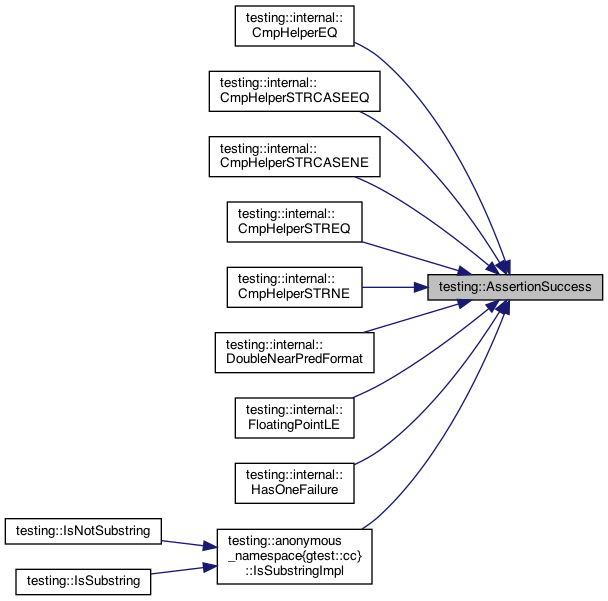 testing::internal::
CmpHelperEQ
testing::internal::
CmpHelperSTRCASEEQ
testing::internal::
CmpHelperSTRCASENE
testing::internal::
CmpHelperSTREQ
testing::internal::
CmpHelperSTRNE
testing::AssertionSuccess
testing::internal::
DoubleNearPredFormat
testing::internal::
FloatingPointLE
testing::internal::
HasOneFailure
testing::IsNotSubstring
testing::anonymous
_namespace{gtest::cc}
::IsSubstringImpl
testing::IsSubstring